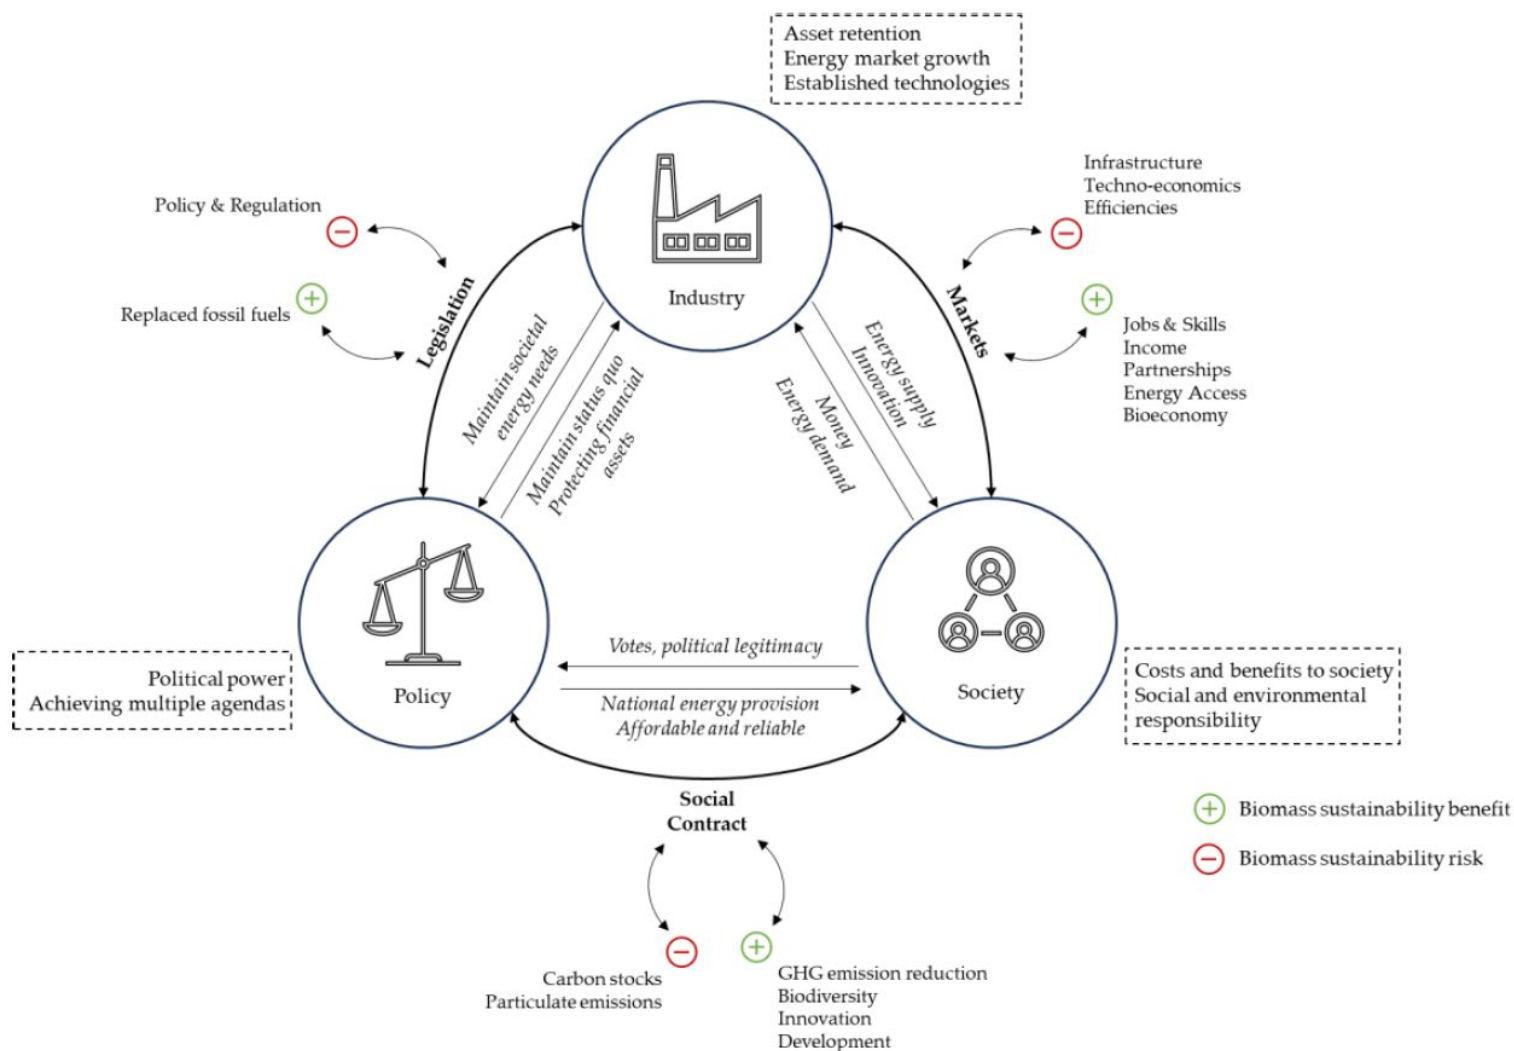 Asset retention
Energy market growth
Established technologies
Industry
Policy & Regulation
Replaced fossil fuels
Legislation
Infrastructure
Techno-economics
Efficiencies
Markets
Jobs & Skills
Income
Partnerships
Energy Access
Bioeconomy
Maintain societal
energy needs
Maintain status quo
Protecting financial
assets
Energy supply
Innovation
Money
Energy demand
Policy
Political power
Achieving multiple agendas
Votes, political legitimacy
National energy provision
Affordable and reliable
Society
Costs and benefits to society
Social and environmental
responsibility
Social
Contract
Carbon stocks
Particulate emissions
GHG emission reduction
Biodiversity
Innovation
Development
Biomass sustainability benefit
Biomass sustainability risk